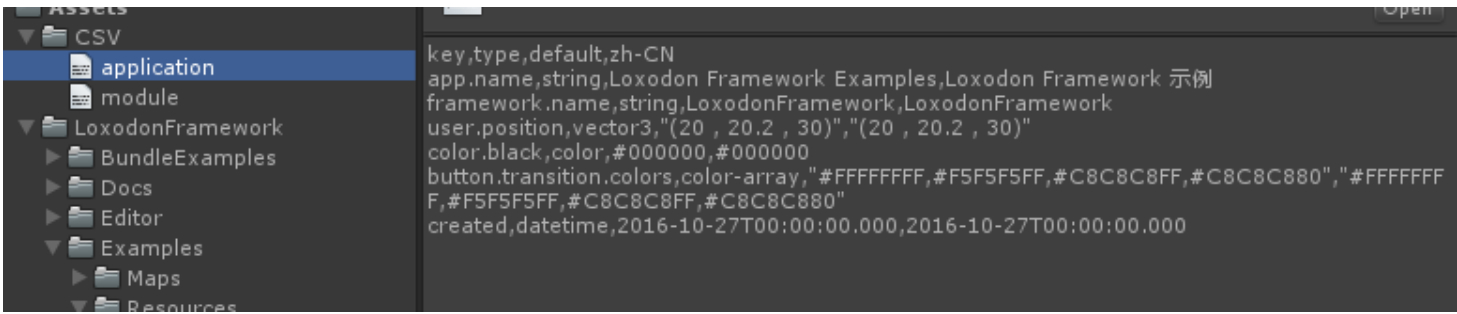 Assets
CSV
application
module
LoxodonFramework
BundleExamples
Docs
Editor
Examples
Maps
Resources
Open
key,type,default,zh-CN
app.name,string,Loxodon Framework Examples,Loxodon Framework 示例
framework.name,string,LoxodonFramework,LoxodonFramework
user.position,vector3,"(20 , 20.2 , 30)","(20 , 20.2 , 30)"
color.black,color,#000000,#000000
button.transition.colors,color-array,"#FFFFFFFF,#F5F5F5FF,#C8C8C8FF,#C8C8C880","#FFFFFFF
F,#F5F5F5FF,#C8C8C8FF,#C8C8C880"
created,datetime,2016-10-27T00:00:00.000,2016-10-27T00:00:00.000